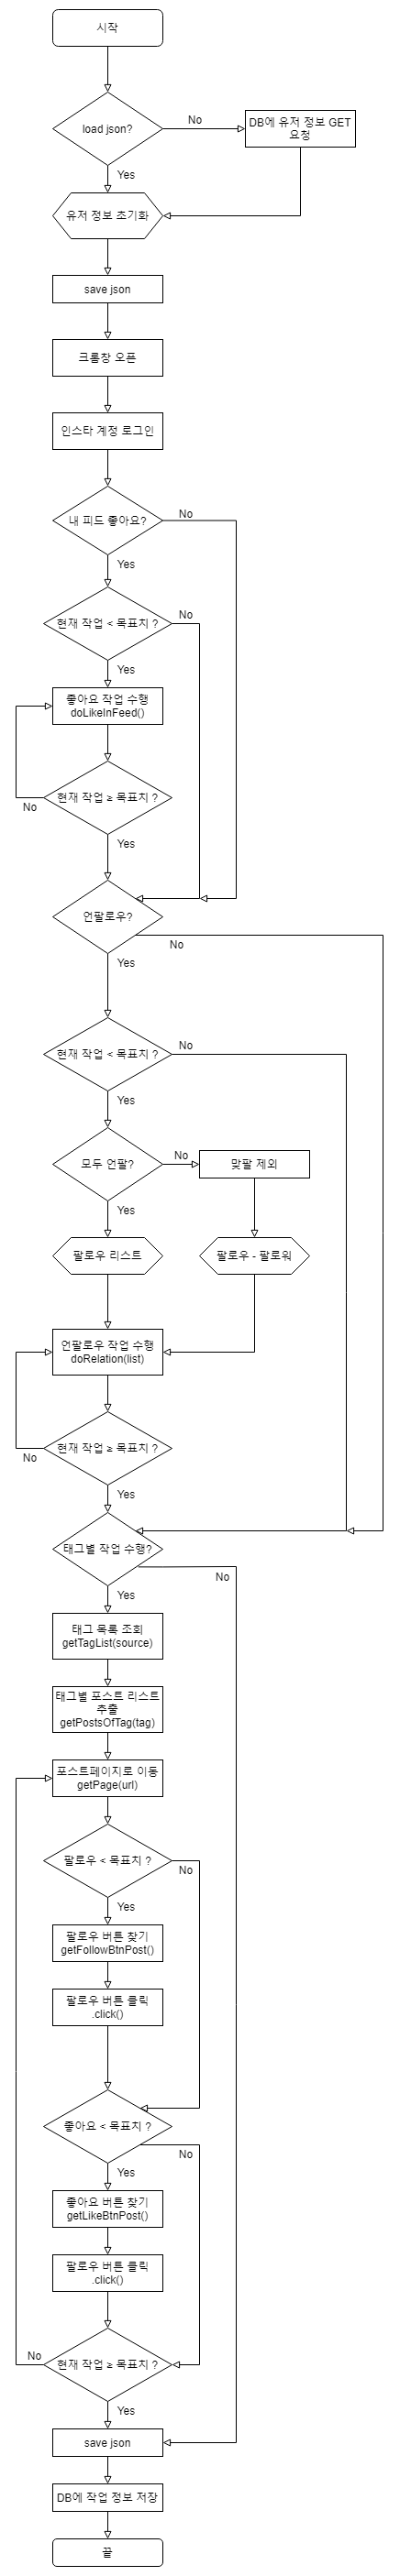 시작
load json?
No
DB에 유저 정보 GET
요청
Yes
유저 정보 초기화
save json
크롬창 오픈
인스타 계정 로그인
내 피드 좋아요?
No
Yes
현재 작업 < 목표치 ?
No
Yes
좋아요 작업 수행
doLikeInFeed()
현재 작업 ≥ 목표치 ?
No
Yes
언팔로우?
No
Yes
현재 작업 < 목표치 ?
No
Yes
모두 언팔?
No
맞팔 제외
Yes
팔로우 리스트
팔로우 - 팔로워
언팔로우 작업 수행
doRelation(list)
현재 작업 ≥ 목표치 ?
No
Yes
태그별 작업 수행?
No
Yes
태그 목록 조회
getTagList(source)
태그별 포스트 리스트
추출
getPostsOfTag(tag)
포스트페이지로 이동
getPage(url)
팔로우 < 목표치 ?
No
Yes
팔로우 버튼 찾기
getFollowBtnPost()
팔로우 버튼 클릭
.click()
좋아요 < 목표치 ?
No
Yes
좋아요 버튼 찾기
getLikeBtnPost()
팔로우 버튼 클릭
.click()
현재 작업 ≥ 목표치 ?
No
Yes
save json
DB에 작업 정보 저장
끝